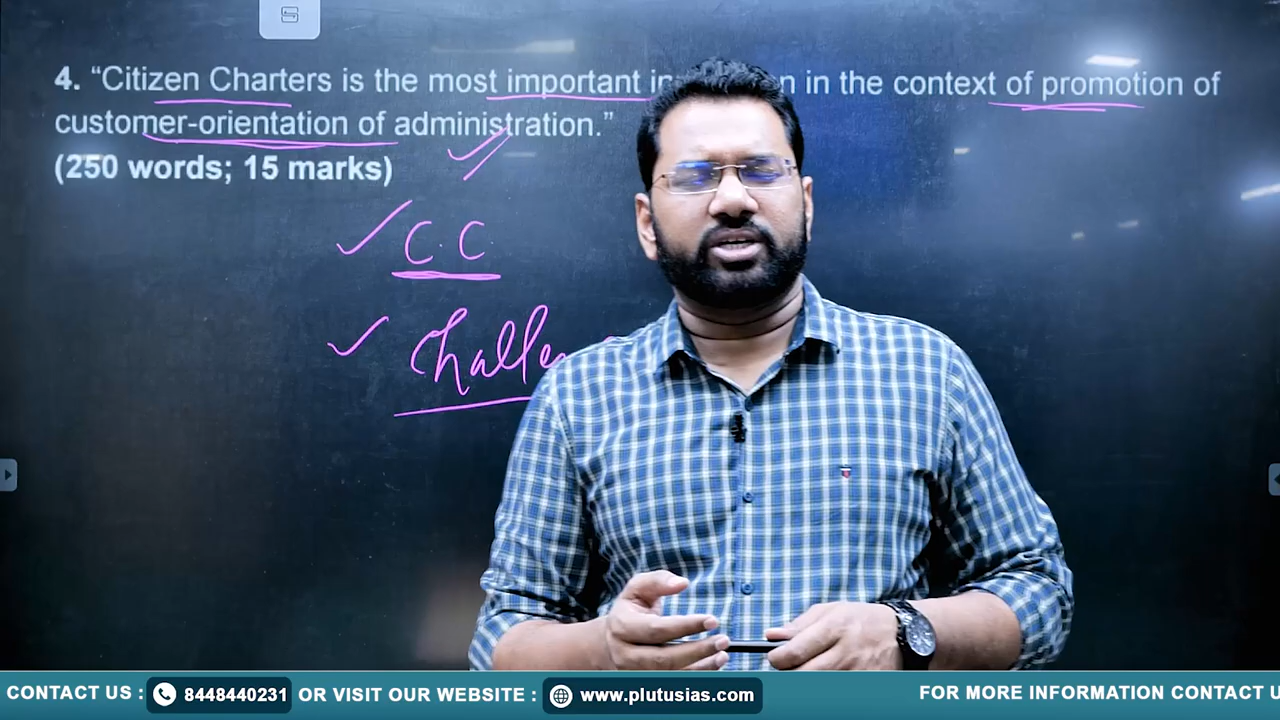 4. “Citizen Charters is the most important in the context of promotion of
customer-orientation of administration.”
(250 words; 15 marks)
C.C
CONTACT US : 8448440231 OR VISIT OUR WEBSITE : www.plutusias.com FOR MORE INFORMATION CONTACT